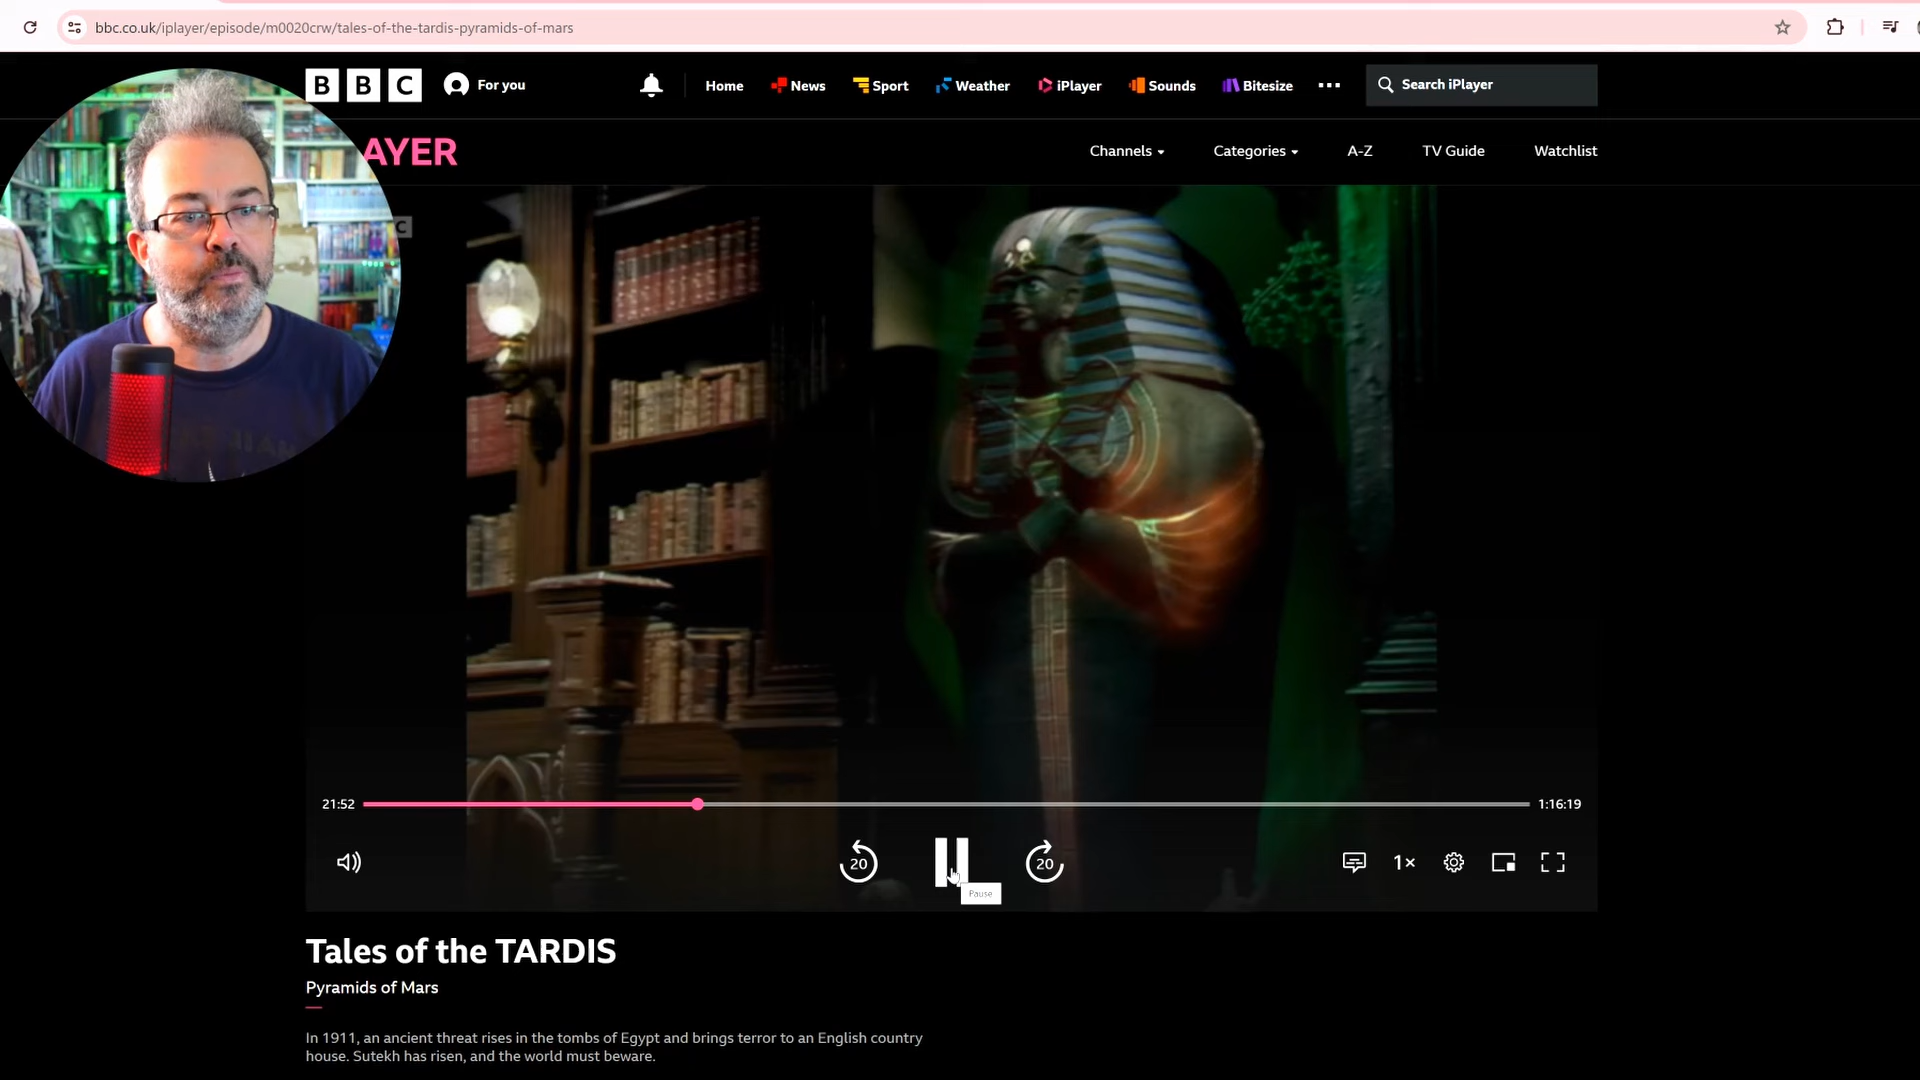 bbc.co.uk/iplayer/episode/m0020crw/tales-of-the-tardis-pyramids-of-mars
BBC For you Home News Sport Weather iPlayer Sounds Bitesize ... Search iPlayer
AYER Channels Categories A-Z TV Guide Watchlist
C
21:52 1:16:19
20 20 1×
Pause
Tales of the TARDIS
Pyramids of Mars
In 1911, an ancient threat rises in the tombs of Egypt and brings terror to an English country
house. Sutekh has risen, and the world must beware.